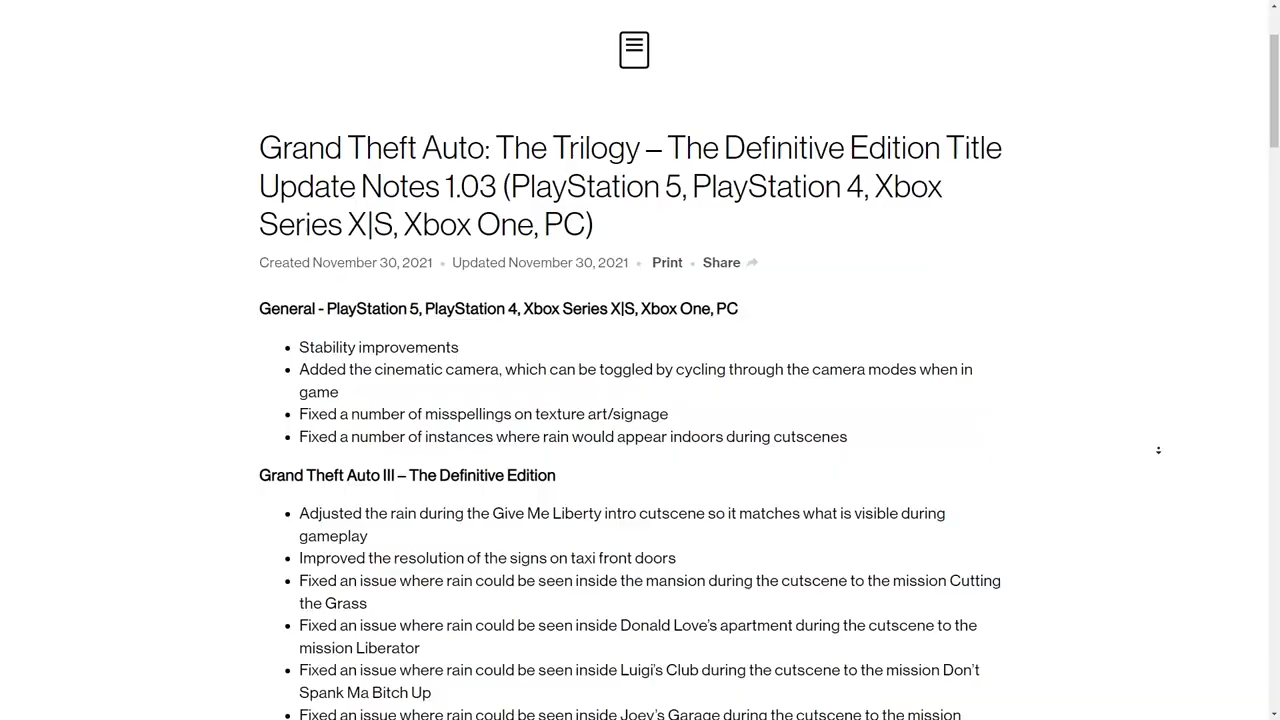 Grand Theft Auto: The Trilogy – The Definitive Edition Title
Update Notes 1.03 (PlayStation 5, PlayStation 4, Xbox
Series X|S, Xbox One, PC)
Created November 30, 2021 • Updated November 30, 2021 • Print • Share
General - PlayStation 5, PlayStation 4, Xbox Series X|S, Xbox One, PC
• Stability improvements
• Added the cinematic camera, which can be toggled by cycling through the camera modes when in
game
• Fixed a number of misspellings on texture art/signage
• Fixed a number of instances where rain would appear indoors during cutscenes
Grand Theft Auto III – The Definitive Edition
• Adjusted the rain during the Give Me Liberty intro cutscene so it matches what is visible during
gameplay
• Improved the resolution of the signs on taxi front doors
• Fixed an issue where rain could be seen inside the mansion during the cutscene to the mission Cutting
the Grass
• Fixed an issue where rain could be seen inside Donald Love’s apartment during the cutscene to the
mission Liberator
• Fixed an issue where rain could be seen inside Luigi’s Club during the cutscene to the mission Don’t
Spank Ma Bitch Up
• Fixed an issue where rain could be seen inside Joey’s Garage during the cutscene to the mission